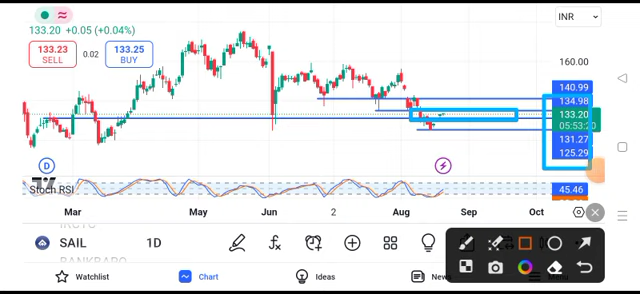 133.20 +0.05 (+0.04%)
INR
133.23
SELL
0.02
133.25
BUY
160.00
140.99
134.98
133.20
05:53:20
131.27
125.29
D
Stoch RSI
45.46
Mar
May
Jun
2
Aug
Sep
Oct
SAIL
1D
Watchlist
Chart
Ideas
News